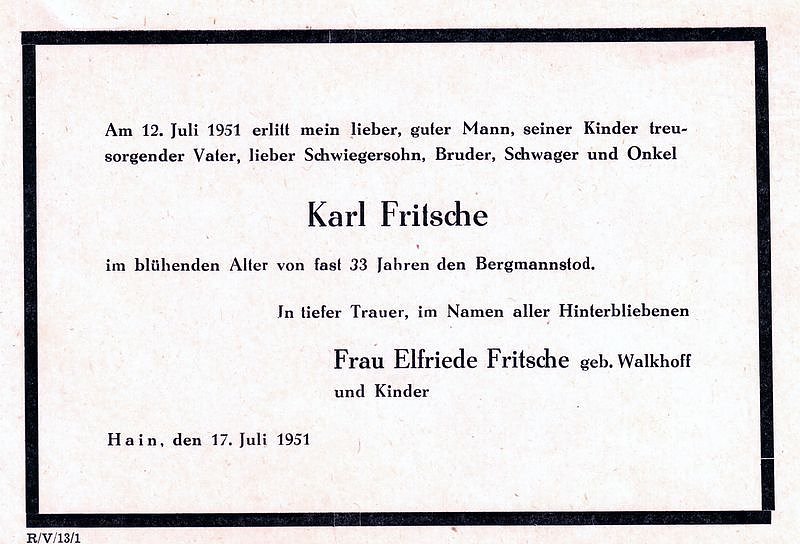 Am 12. Juli 1951 erlitt mein lieber, guter Mann, seiner Kinder treu-
sorgender Vater, lieber Schwiegersohn, Bruder, Schwager und Onkel
Karl Fritsche
im blühenden Alter von fast 33 Jahren den Bergmannstod.
In tiefer Trauer, im Namen aller Hinterbliebenen
Frau Elfriede Fritsche geb. Walkhoff
und Kinder
Hain, den 17. Juli 1951
R/V/13/1